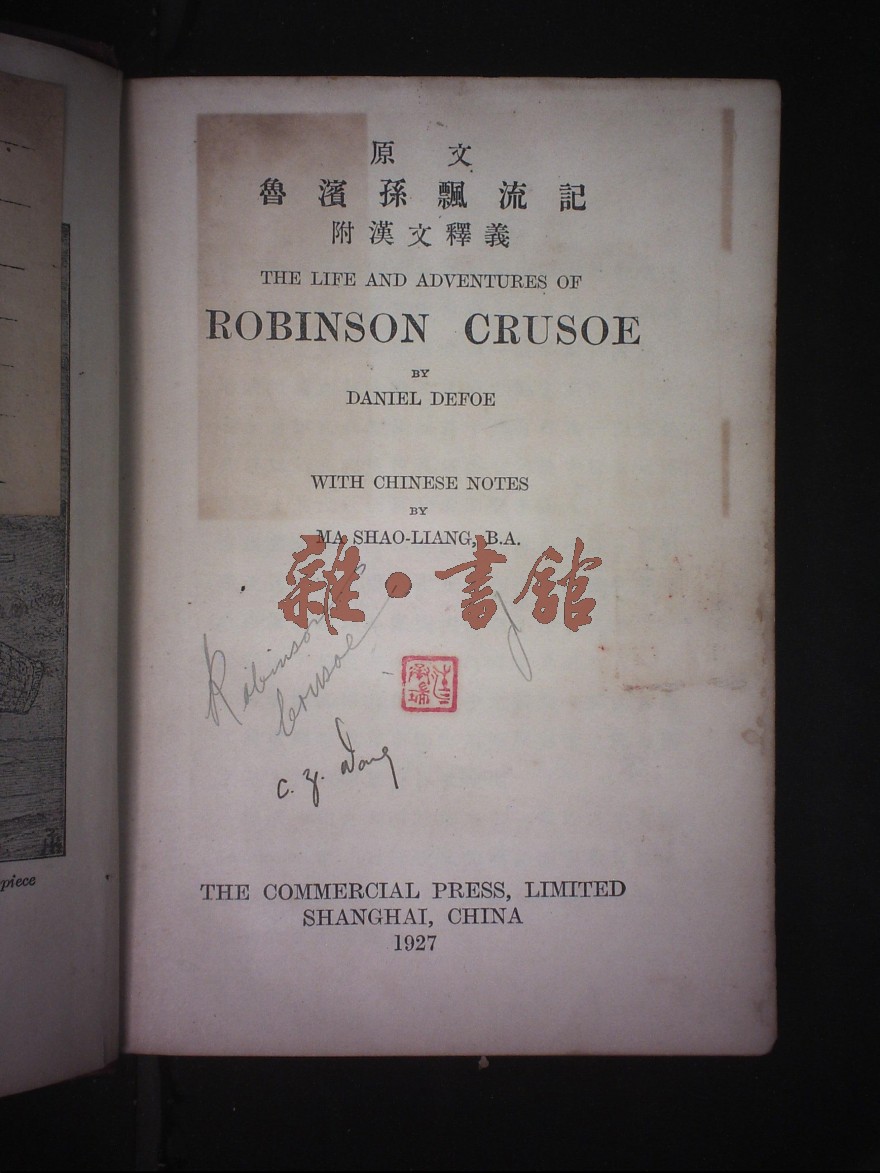 原文
魯濱孫飄流記
附漢文釋義
THE LIFE AND ADVENTURES OF
ROBINSON CRUSOE
BY
DANIEL DEFOE
WITH CHINESE NOTES
BY
MA SHAO-LIANG, B.A.
雜·書館
Robinson
Crusoe
THE COMMERCIAL PRESS, LIMITED
SHANGHAI, CHINA
1927
piece